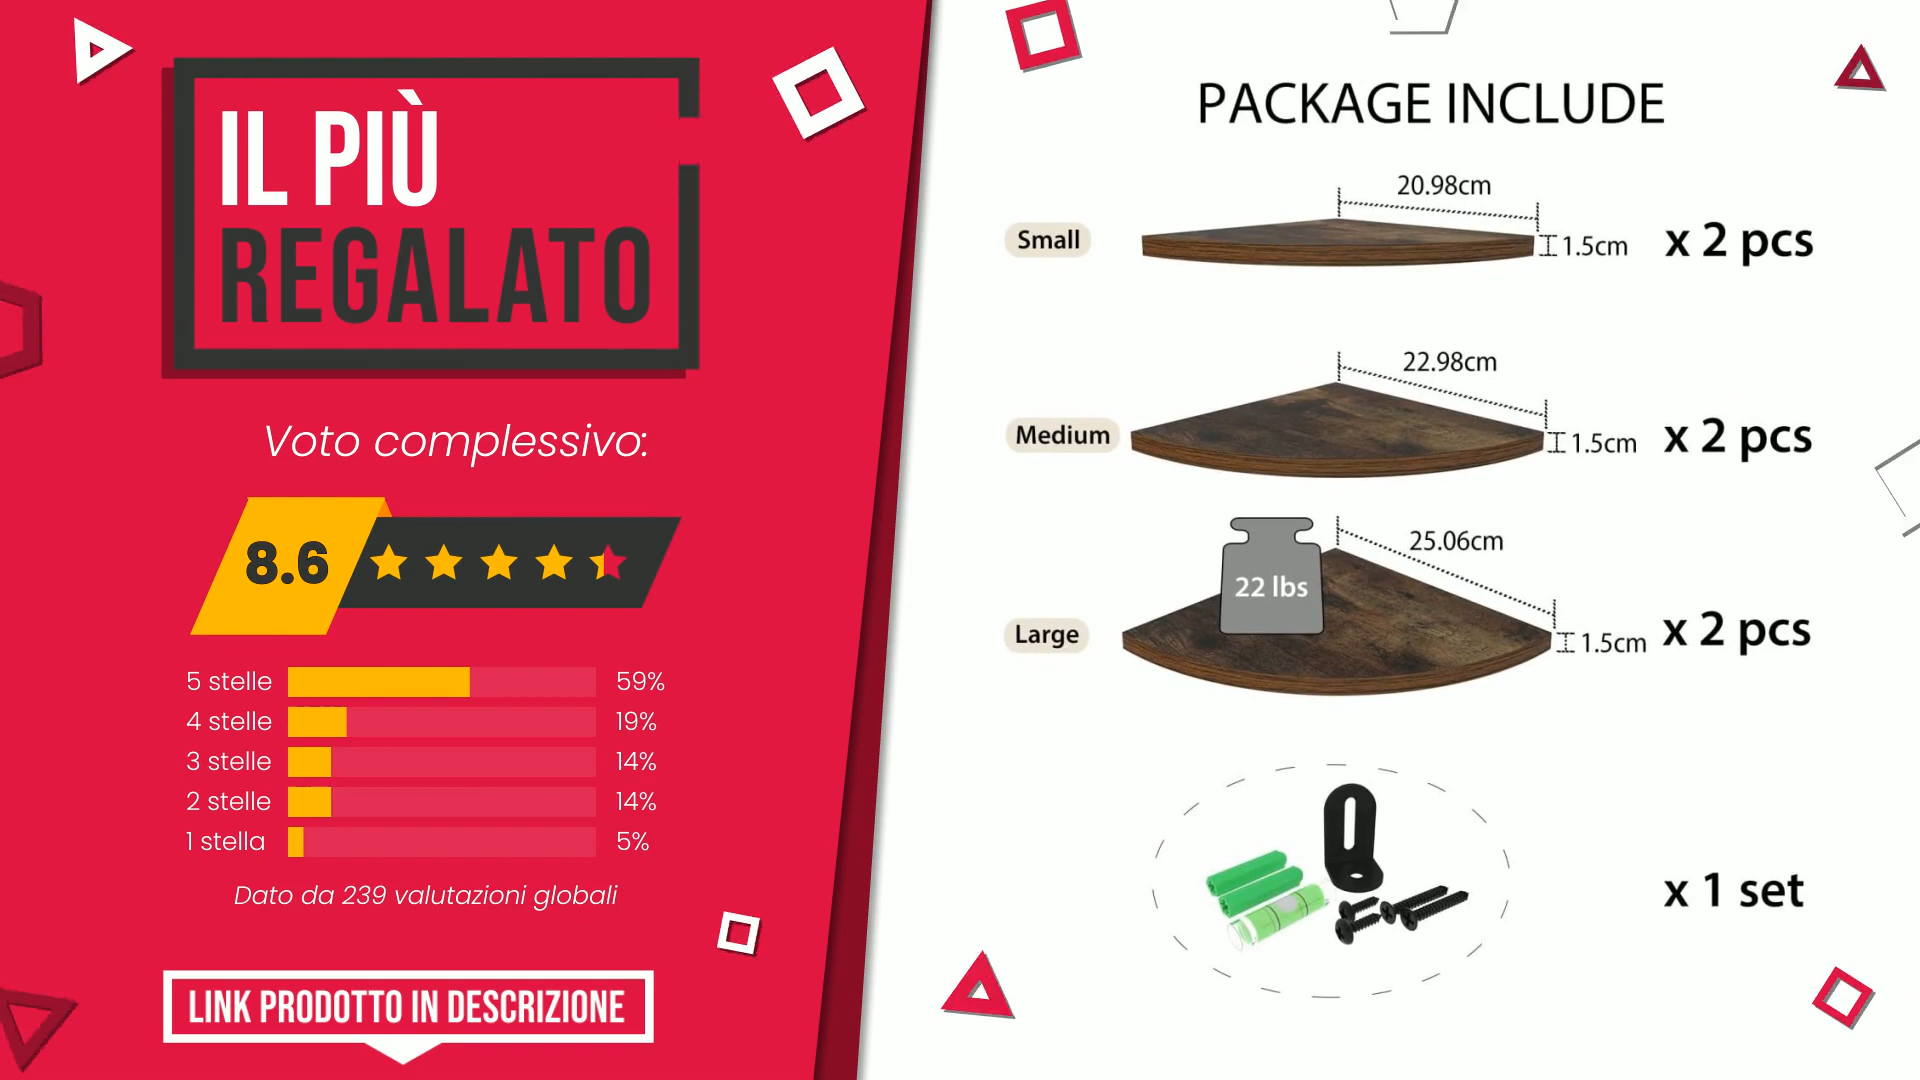 IL PIÙ
REGALATO
Voto complessivo:
8.6
5 stelle 59%
4 stelle 19%
3 stelle 14%
2 stelle 14%
1 stella 5%
Dato da 239 valutazioni globali
LINK PRODOTTO IN DESCRIZIONE
PACKAGE INCLUDE
20.98cm
Small 1.5cm x 2 pcs
22.98cm
Medium 1.5cm x 2 pcs
25.06cm
22 lbs
Large 1.5cm x 2 pcs
x 1 set